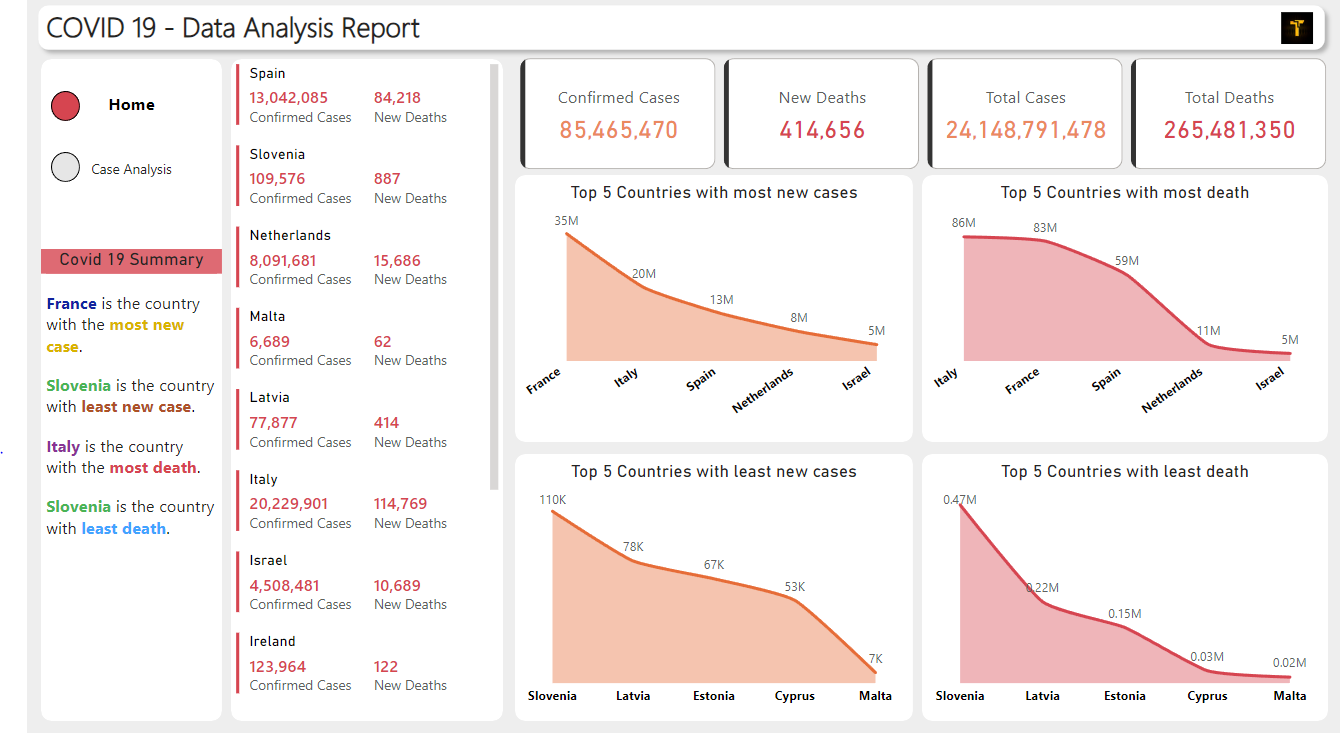 COVID 19 - Data Analysis Report
T
Home
Case Analysis
Covid 19 Summary
France is the country
with the most new
case.
Slovenia is the country
with least new case.
Italy is the country
with the most death.
Slovenia is the country
with least death.
Spain
13,042,085 84,218
Confirmed Cases New Deaths
Slovenia
109,576 887
Confirmed Cases New Deaths
Netherlands
8,091,681 15,686
Confirmed Cases New Deaths
Malta
6,689 62
Confirmed Cases New Deaths
Latvia
77,877 414
Confirmed Cases New Deaths
Italy
20,229,901 114,769
Confirmed Cases New Deaths
Israel
4,508,481 10,689
Confirmed Cases New Deaths
Ireland
123,964 122
Confirmed Cases New Deaths
Confirmed Cases
85,465,470
New Deaths
414,656
Total Cases
24,148,791,478
Total Deaths
265,481,350
Top 5 Countries with most new cases
35M
20M
13M
8M
5M
France Italy Spain Netherlands Israel
Top 5 Countries with most death
86M
83M
59M
11M
5M
Italy France Spain Netherlands Israel
Top 5 Countries with least new cases
110K
78K
67K
53K
7K
Slovenia Latvia Estonia Cyprus Malta
Top 5 Countries with least death
0.47M
0.22M
0.15M
0.03M
0.02M
Slovenia Latvia Estonia Cyprus Malta